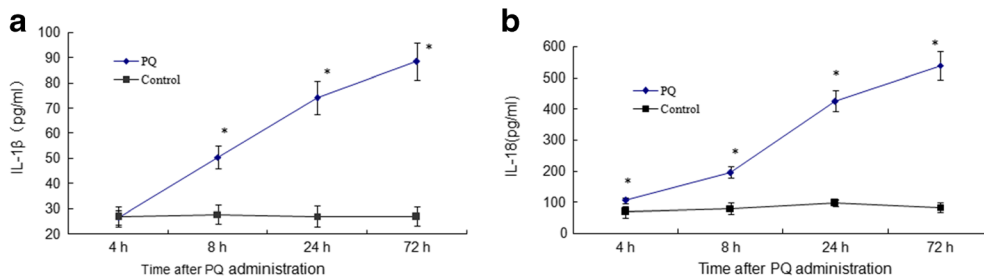 a
100
90
80
70
60
50
40
30
20
IL-1β (pg/ml)
PQ
Control
*
*
*
4 h 8 h 24 h 72 h
Time after PQ administration
b
600
500
400
300
200
100
0
IL-18(pg/ml)
PQ
Control
*
*
*
*
4 h 8 h 24 h 72 h
Time after PQ administration